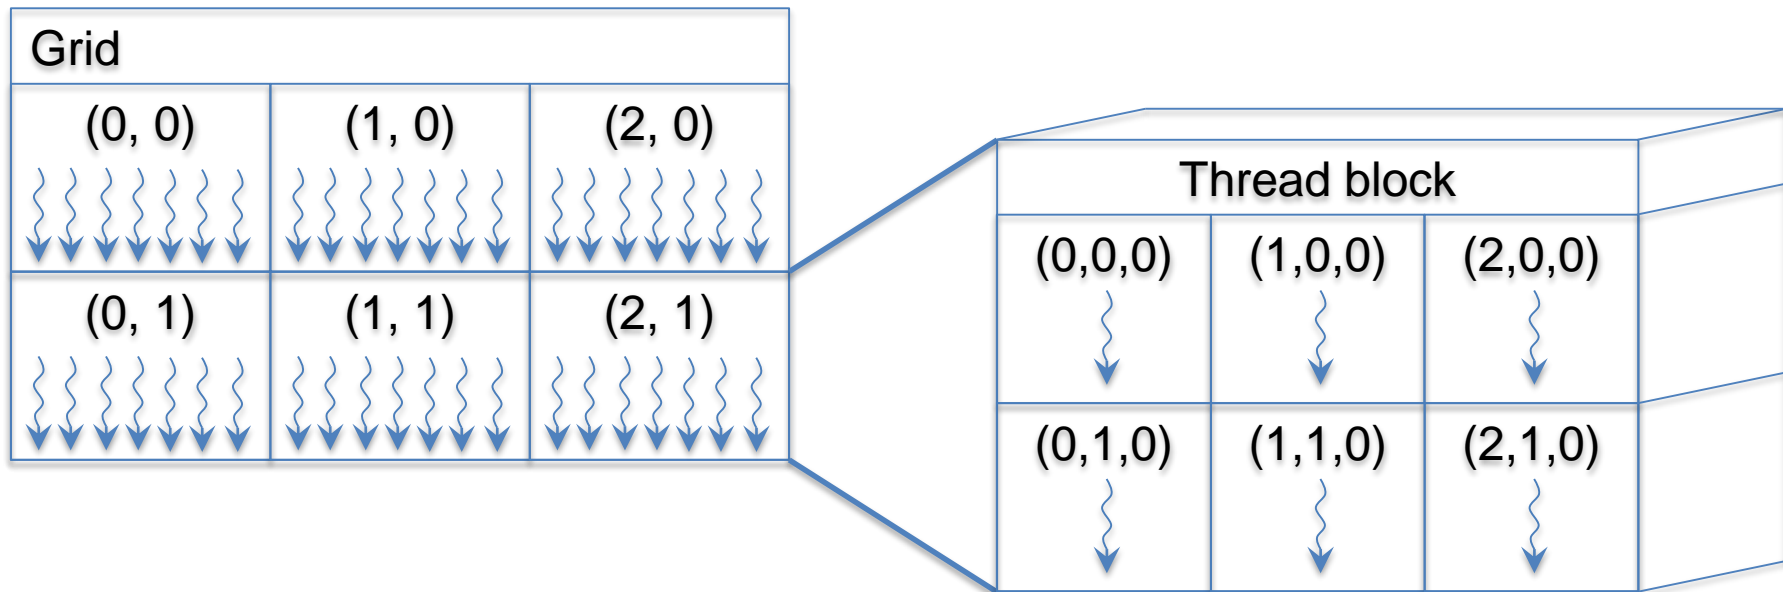 Grid
(0, 0) (1, 0) (2, 0)
(0, 1) (1, 1) (2, 1)
Thread block
(0,0,0) (1,0,0) (2,0,0)
(0,1,0) (1,1,0) (2,1,0)